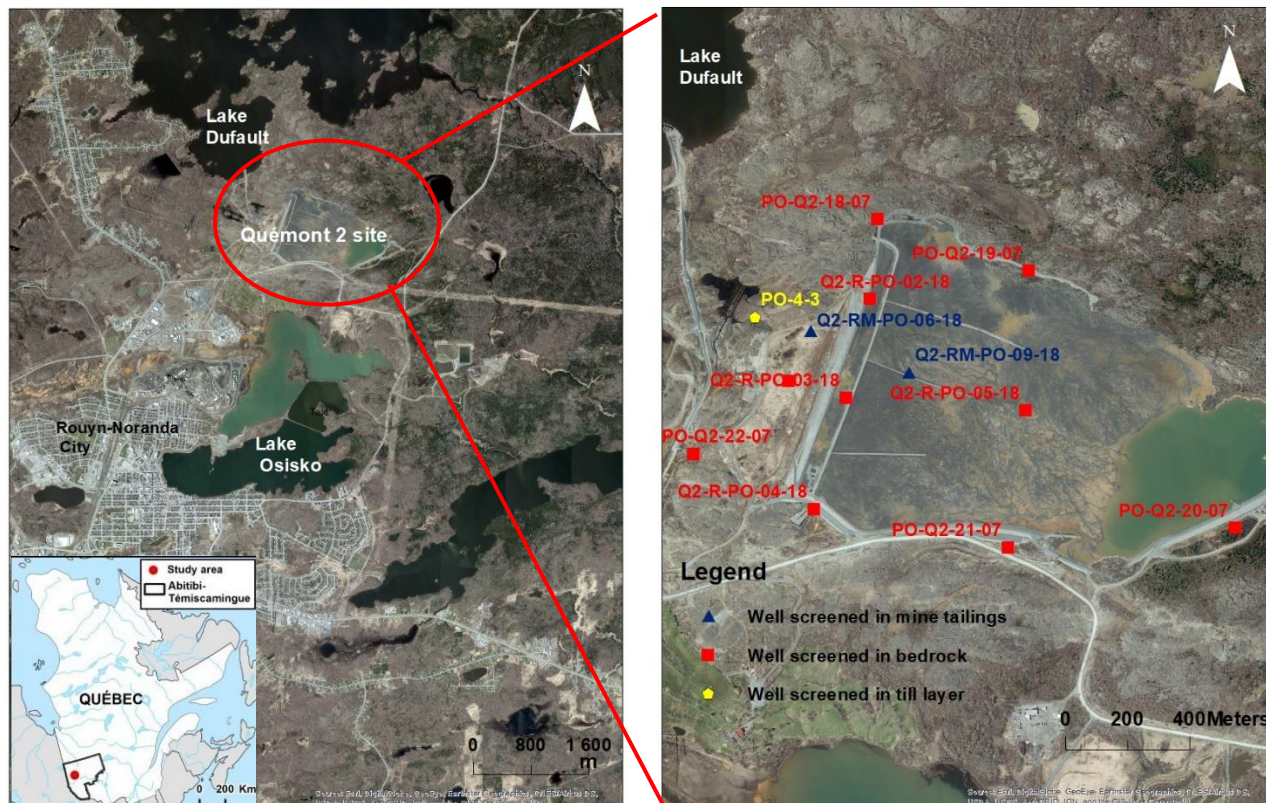 Lake
Dufault
N
Quémont 2 site
Rouyn-Noranda
City
Lake
Osisko
0 800 1 600
m
Study area
Abitibi-
Témiscamingue
QUÉBEC
0 200 Km
Lake
Dufault
N
PO-Q2-18-07
PO-Q2-19-07
Q2-R-PO-02-18
PO-4-3
Q2-RM-PO-06-18
Q2-RM-PO-09-18
Q2-R-PO-03-18
Q2-R-PO-05-18
PO-Q2-22-07
Q2-R-PO-04-18
PO-Q2-20-07
PO-Q2-21-07
Legend
Well screened in mine tailings
Well screened in bedrock
Well screened in till layer
0 200 400 Meters